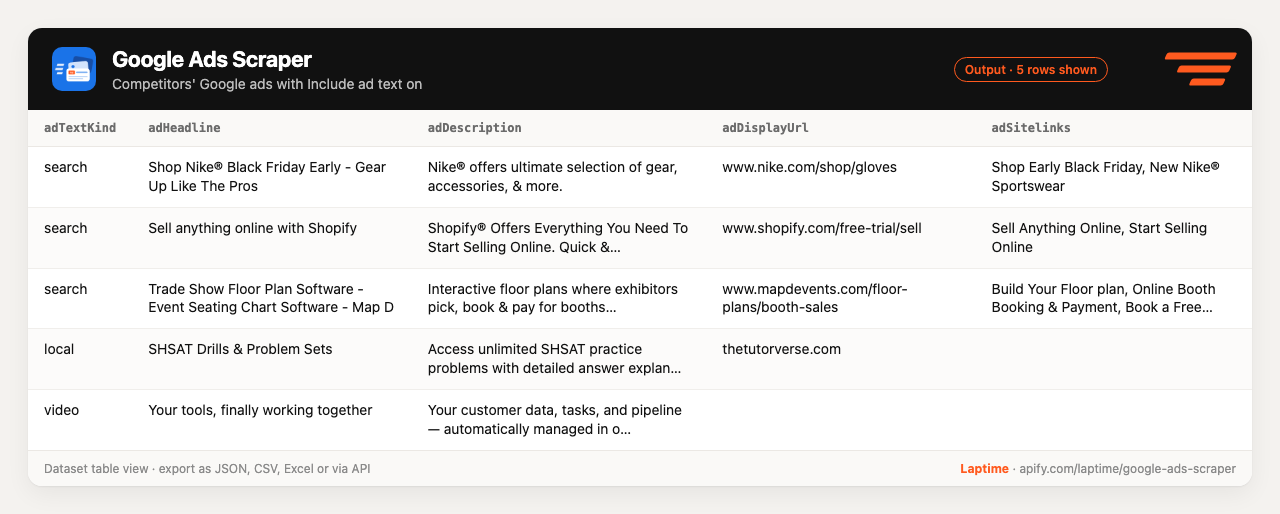 Google Ads Scraper
Competitors' Google ads with Include ad text on
Output · 5 rows shown
adTextKind adHeadline adDescription adDisplayUrl adSitelinks
search
Shop Nike® Black Friday Early - Gear
Up Like The Pros
Nike® offers ultimate selection of gear,
accessories, & more.
www.nike.com/shop/gloves
Shop Early Black Friday, New Nike®
Sportswear
search
Sell anything online with Shopify
Shopify® Offers Everything You Need To
Start Selling Online. Quick &...
www.shopify.com/free-trial/sell
Sell Anything Online, Start Selling
Online
search
Trade Show Floor Plan Software -
Event Seating Chart Software - Map D
Interactive floor plans where exhibitors
pick, book & pay for booths...
www.mapdevents.com/floor-
plans/booth-sales
Build Your Floor plan, Online Booth
Booking & Payment, Book a Free...
local
SHSAT Drills & Problem Sets
Access unlimited SHSAT practice
problems with detailed answer explan...
thetutorverse.com
video
Your tools, finally working together
Your customer data, tasks, and pipeline
— automatically managed in o...
Dataset table view · export as JSON, CSV, Excel or via API
Laptime · apify.com/laptime/google-ads-scraper